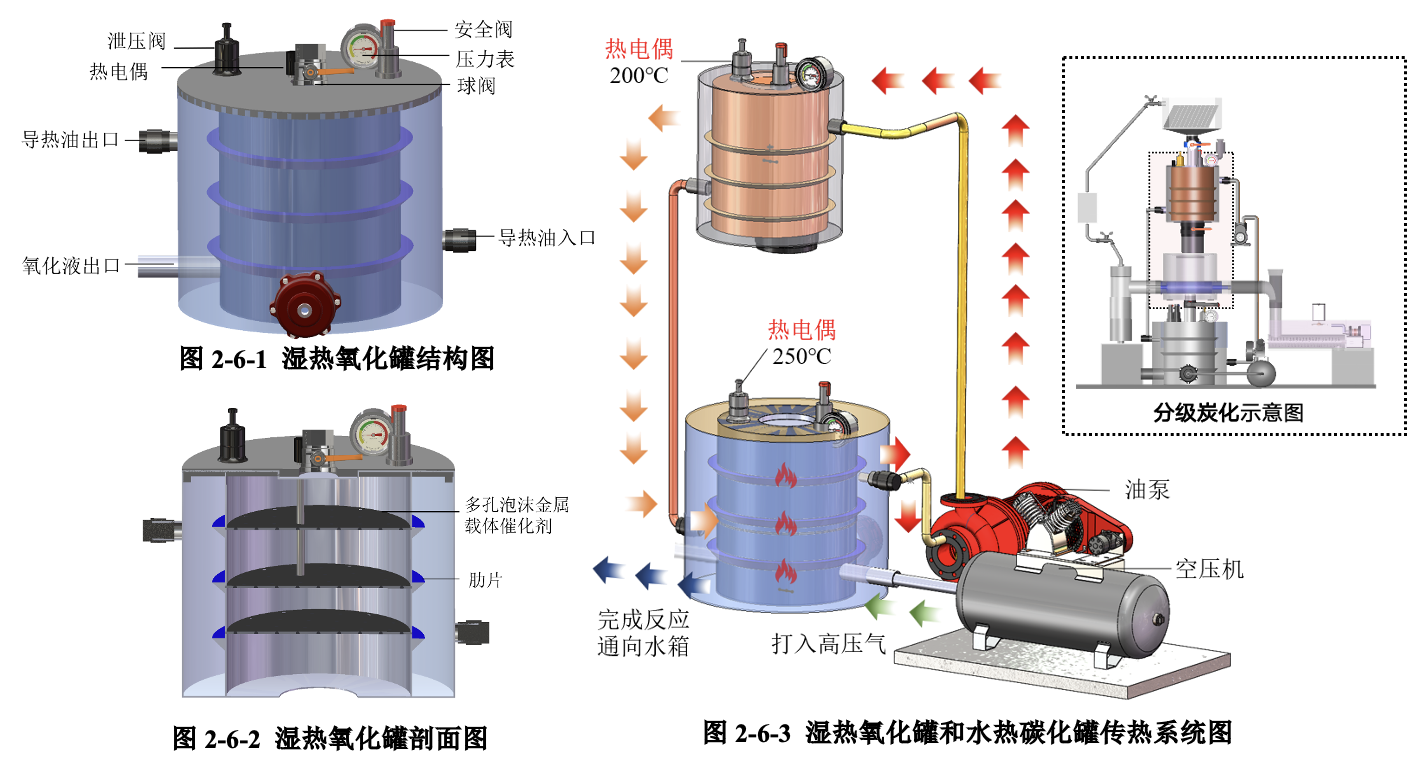 泄压阀
热电偶
安全阀
压力表
球阀
导热油出口
导热油入口
氧化液出口
图 2-6-1 湿热氧化罐结构图
多孔泡沫金属
载体催化剂
肋片
图 2-6-2 湿热氧化罐剖面图
热电偶
200℃
热电偶
250℃
油泵
空压机
完成反应
通向水箱
打入高压气
图 2-6-3 湿热氧化罐和水热碳化罐传热系统图
分级炭化示意图